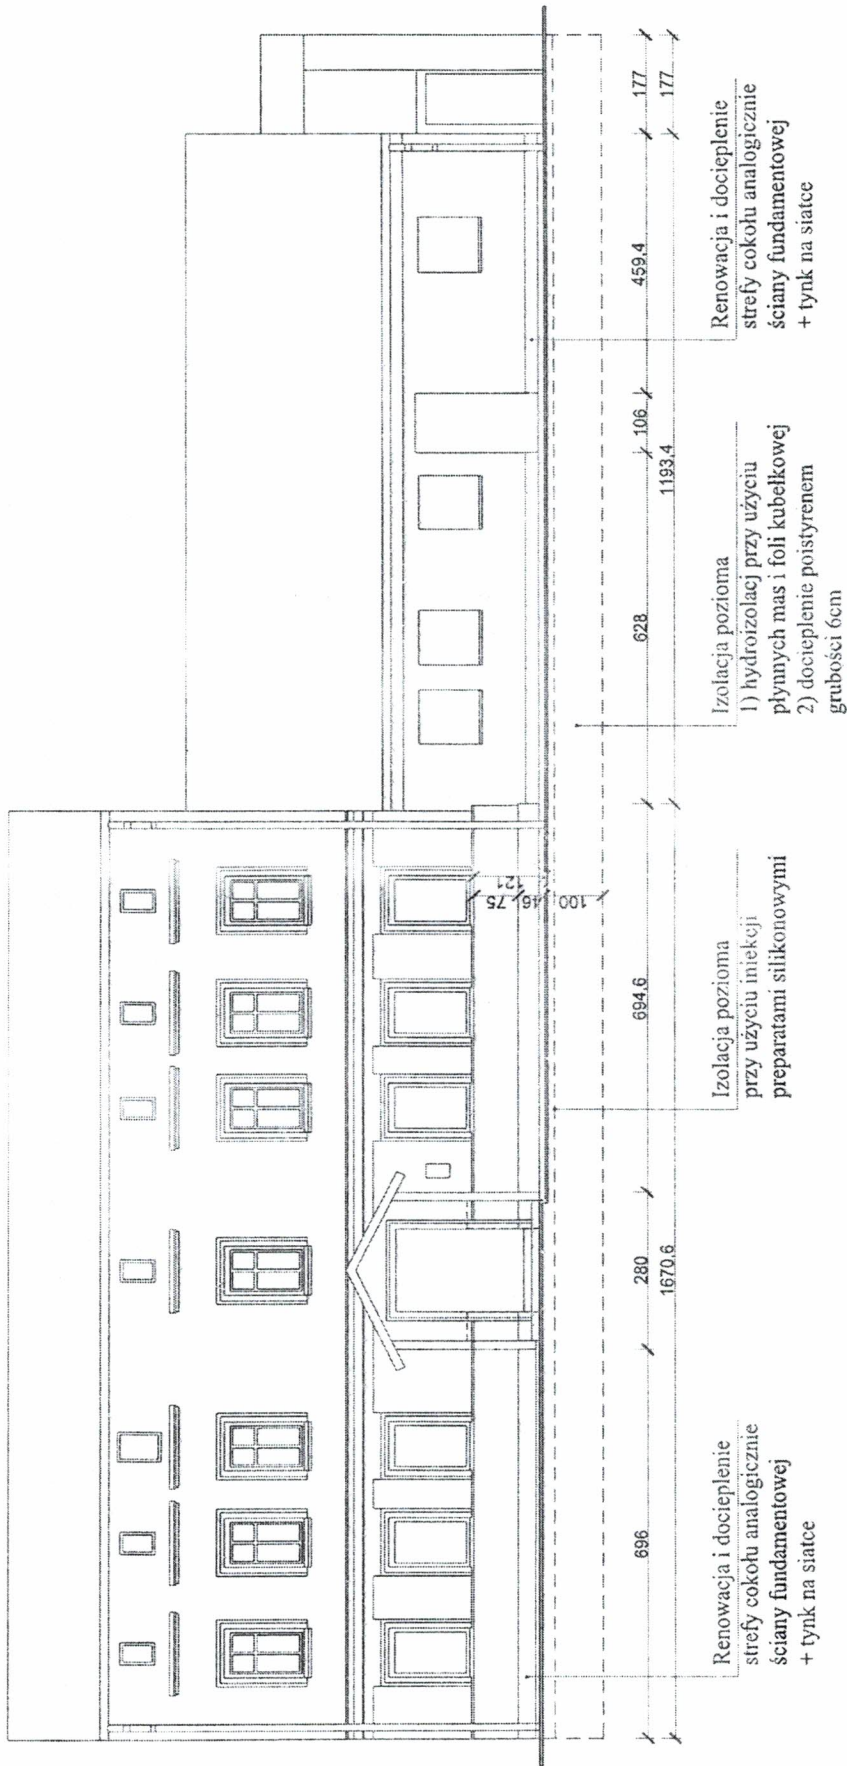 121
75
46
100
696
280
694,6
628
106
459,4
177
1670,6
1193,4
177
Renowacja i docieplenie
strefy cokołu analogicznie
ściany fundamentowej
+ tynk na siatce
Izolacja pozioma
przy użyciu iniekcji
preparatami silikonowymi
Izolacja pozioma
1) hydroizolacj przy użyciu
płynnych mas i foli kubełkowej
2) docieplenie poistyrenem
grubości 6cm
Renowacja i docieplenie
strefy cokołu analogicznie
ściany fundamentowej
+ tynk na siatce